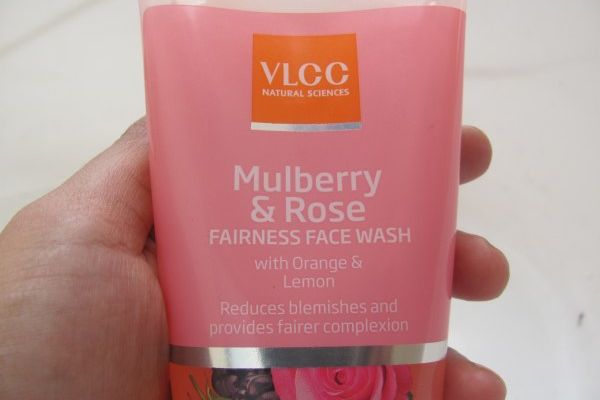 VLCC
NATURAL SCIENCES
Mulberry
& Rose
FAIRNESS FACE WASH
with Orange &
Lemon
Reduces blemishes and
provides fairer complexion